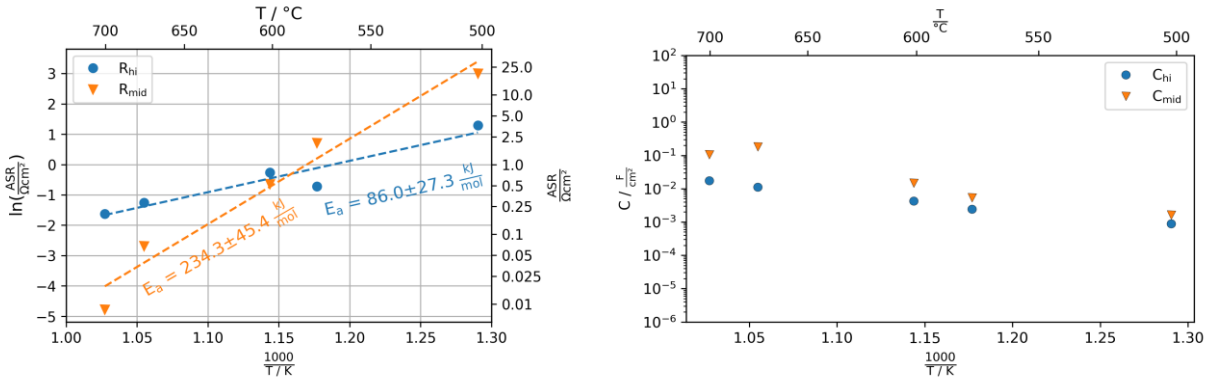 T / °C
700 650 600 550 500
R_hi
R_mid
3
2
1
0
−1
−2
−3
−4
−5
ln(ASR/Ωcm²)
25.0
10.0
5.0
2.5
1.0
0.5
0.25
0.1
0.05
0.025
0.01
ASR/Ωcm²
E_a = 86.0±27.3 kJ/mol
E_a = 234.3±45.4 kJ/mol
1.00 1.05 1.10 1.15 1.20 1.25 1.30
1000/T / K
T/°C
700 650 600 550 500
C_hi
C_mid
10²
10¹
10⁰
10⁻¹
10⁻²
10⁻³
10⁻⁴
10⁻⁵
10⁻⁶
C / F/cm²
1.05 1.10 1.15 1.20 1.25 1.30
1000/T / K